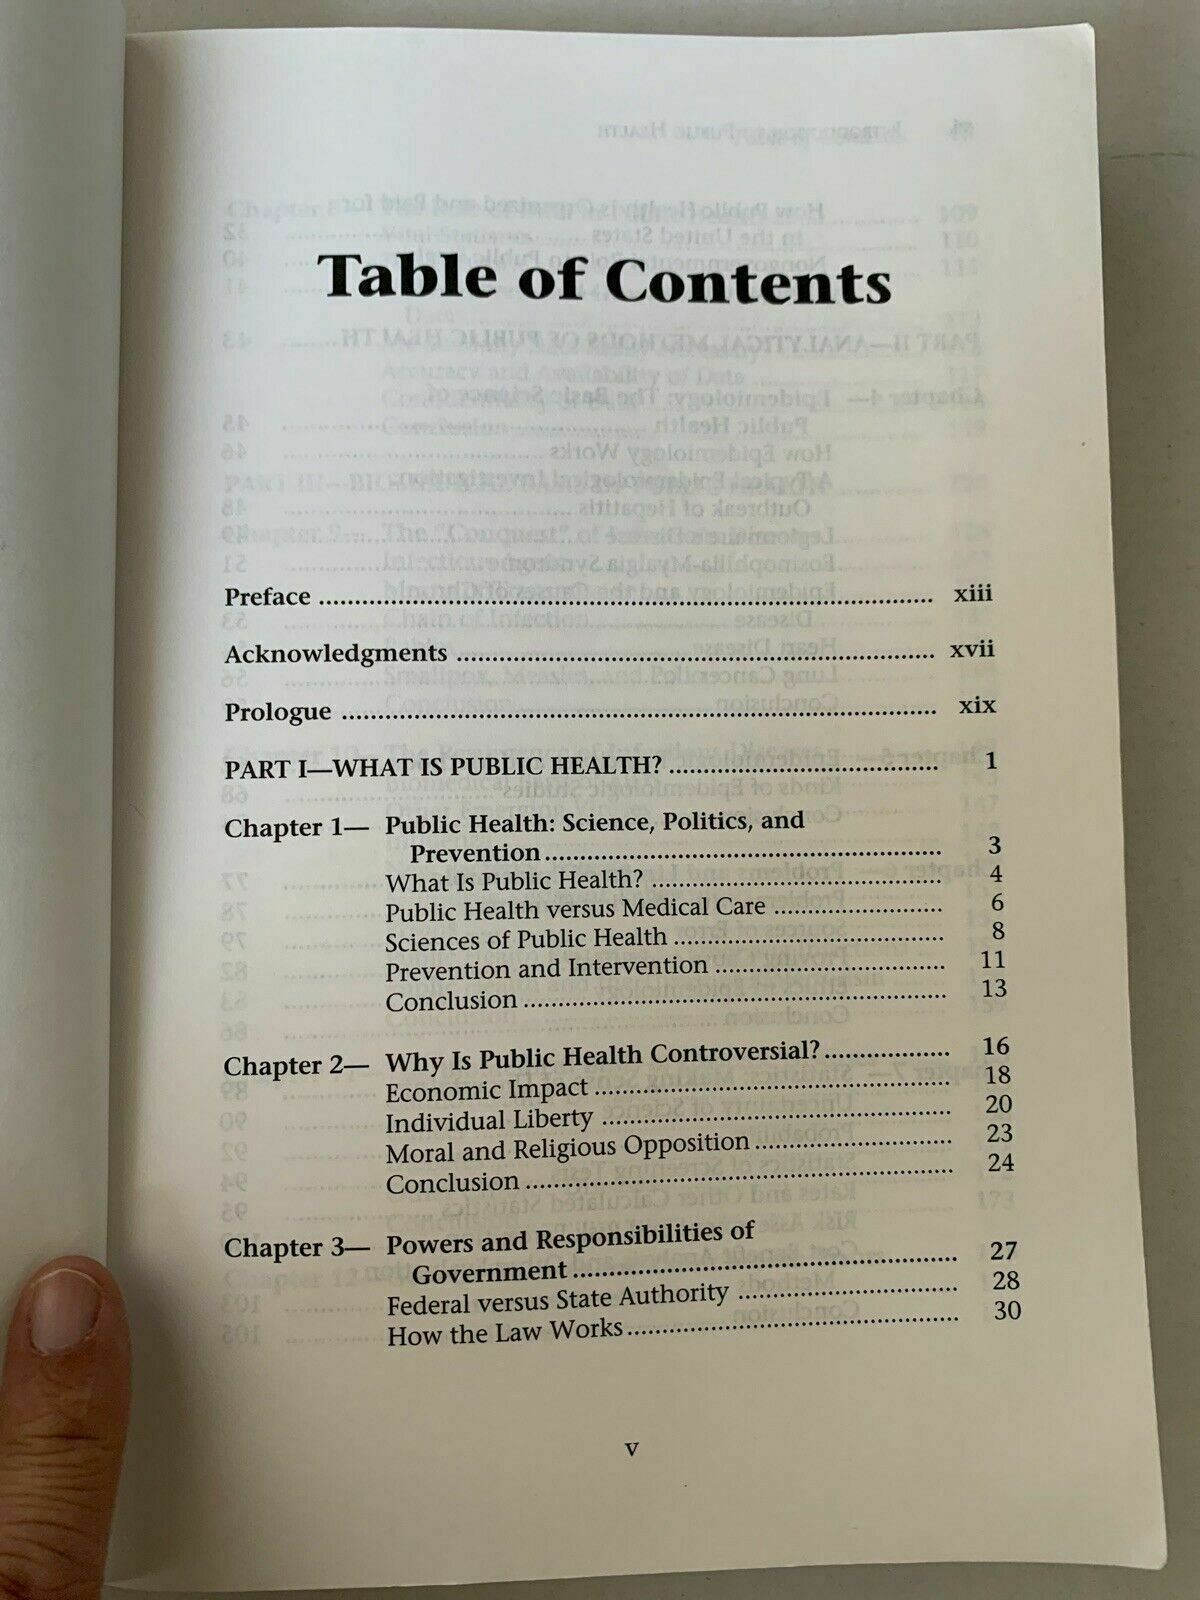 Table of Contents
Preface ........ xiii
Acknowledgments ........ xvii
Prologue ........ xix
PART I—WHAT IS PUBLIC HEALTH? ........ 1
Chapter 1— Public Health: Science, Politics, and
Prevention ........ 3
What Is Public Health? ........ 4
Public Health versus Medical Care ........ 6
Sciences of Public Health ........ 8
Prevention and Intervention ........ 11
Conclusion ........ 13
Chapter 2— Why Is Public Health Controversial? ........ 16
Economic Impact ........ 18
Individual Liberty ........ 20
Moral and Religious Opposition ........ 23
Conclusion ........ 24
Chapter 3— Powers and Responsibilities of
Government ........ 27
Federal versus State Authority ........ 28
How the Law Works ........ 30
v